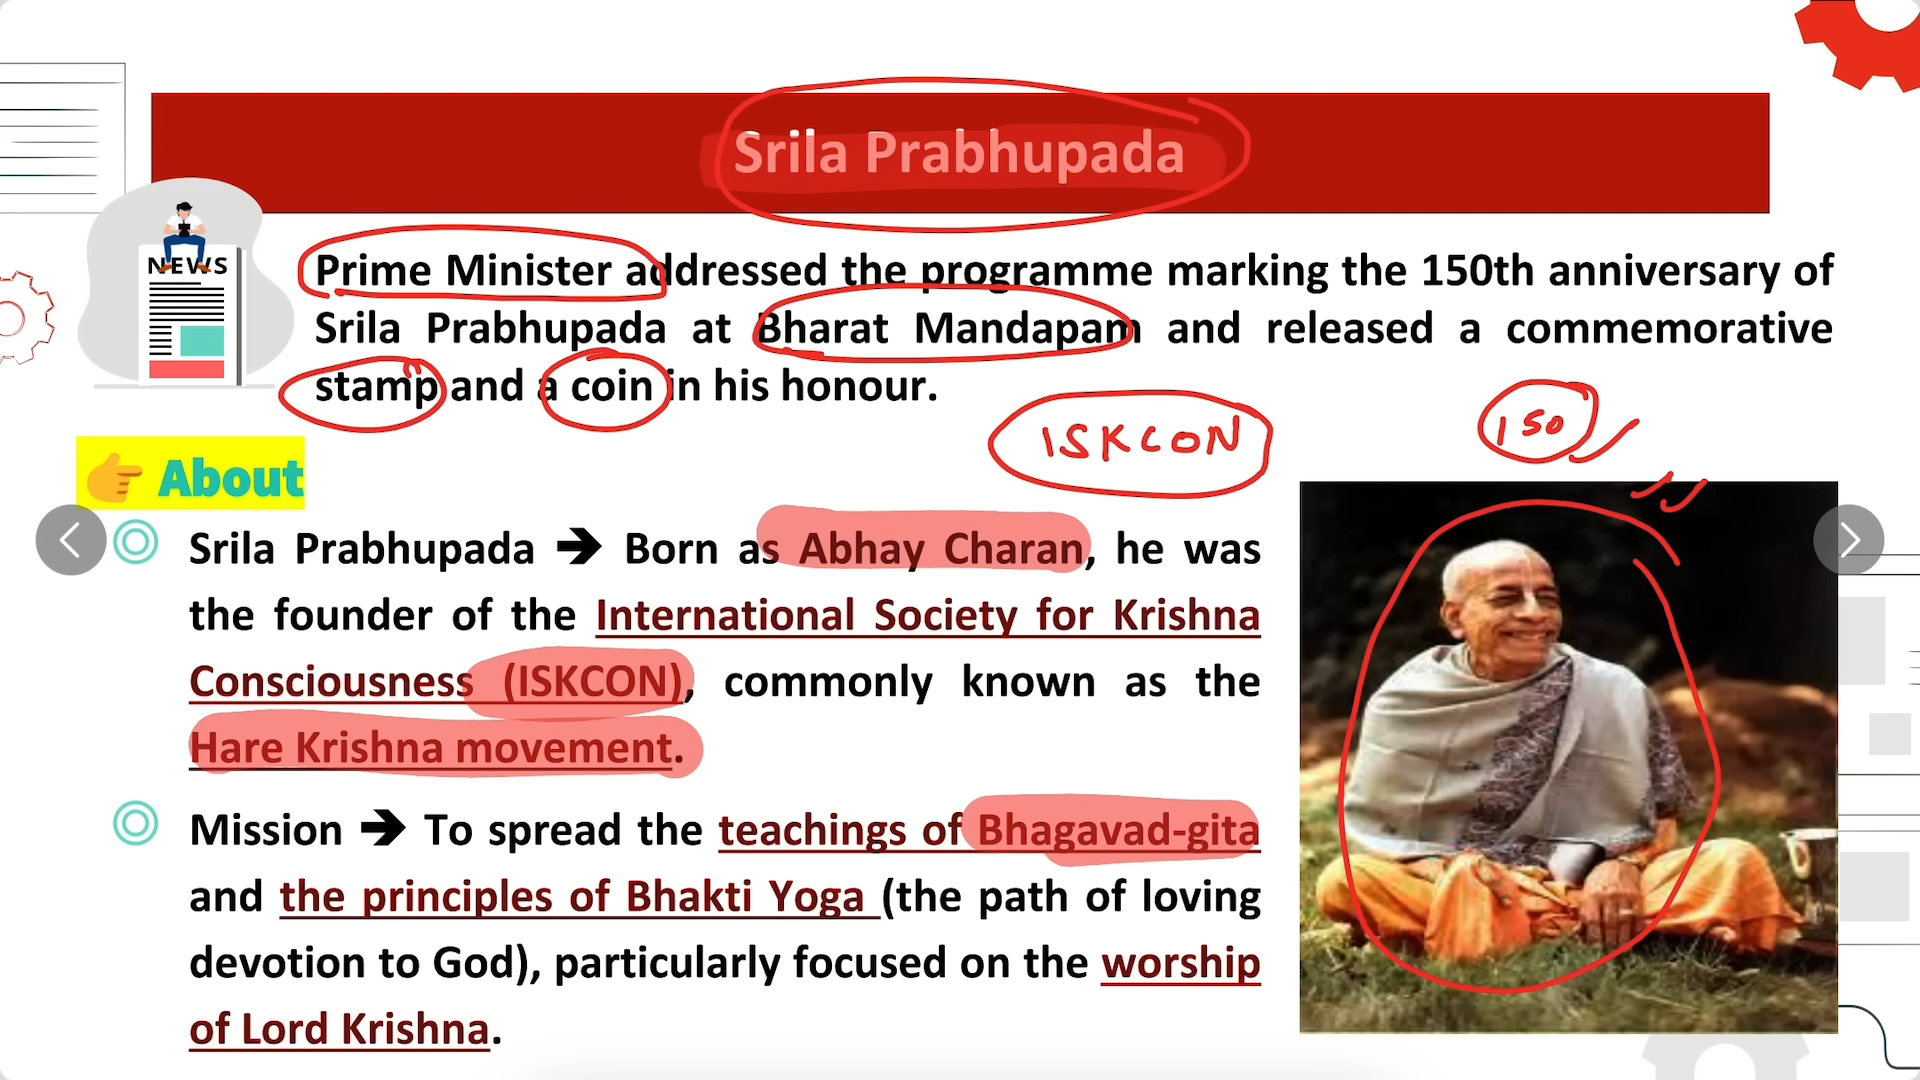 Srila Prabhupada
NEWS
Prime Minister addressed the programme marking the 150th anniversary of
Srila Prabhupada at Bharat Mandapam and released a commemorative
stamp and a coin in his honour.
ISKCON
150
About
Srila Prabhupada ➔ Born as Abhay Charan, he was
the founder of the International Society for Krishna
Consciousness (ISKCON), commonly known as the
Hare Krishna movement.
Mission ➔ To spread the teachings of Bhagavad-gita
and the principles of Bhakti Yoga (the path of loving
devotion to God), particularly focused on the worship
of Lord Krishna.